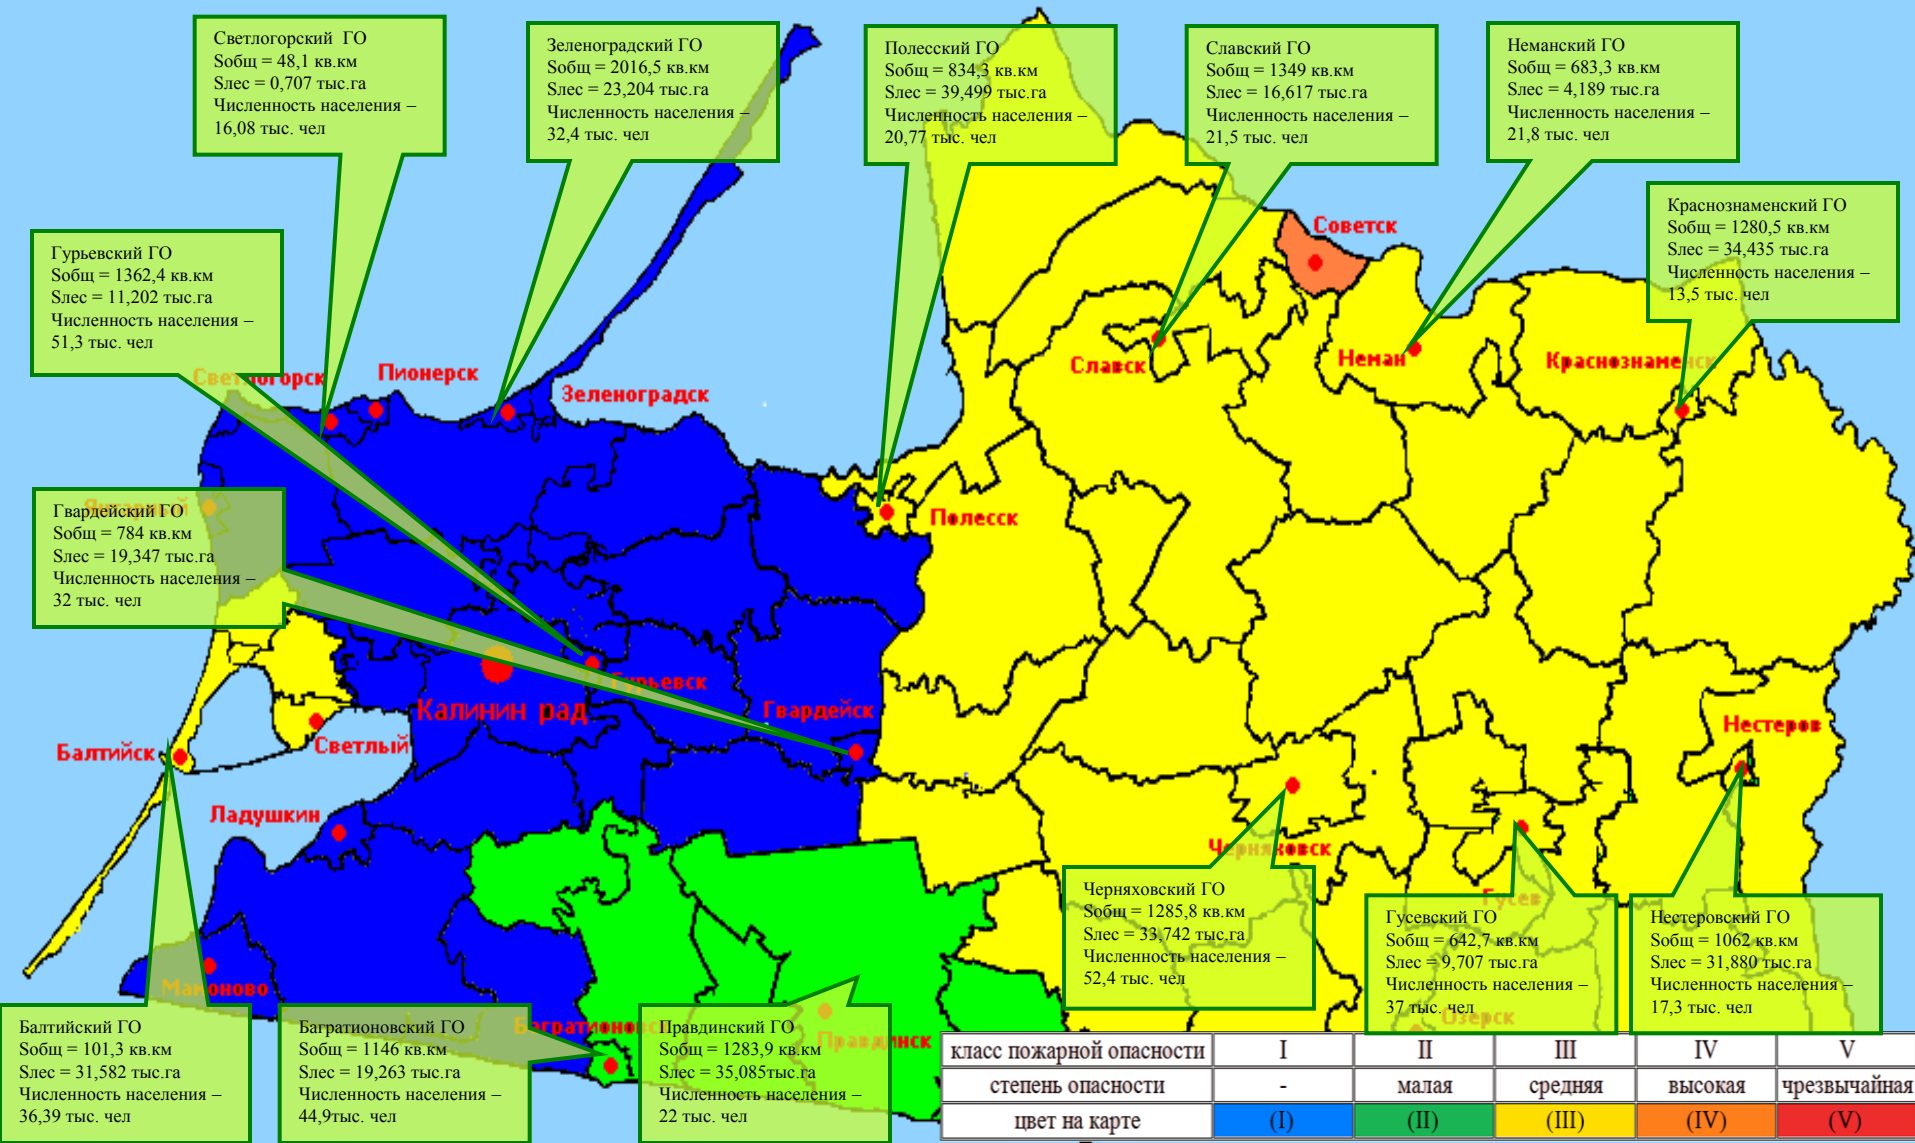 Светлогорский ГО
Sобщ = 48,1 кв.км
Sлес = 0,707 тыс.га
Численность населения –
16,08 тыс. чел
Зеленоградский ГО
Sобщ = 2016,5 кв.км
Sлес = 23,204 тыс.га
Численность населения –
32,4 тыс. чел
Полесский ГО
Sобщ = 834,3 кв.км
Sлес = 39,499 тыс.га
Численность населения –
20,77 тыс. чел
Славский ГО
Sобщ = 1349 кв.км
Sлес = 16,617 тыс.га
Численность населения –
21,5 тыс. чел
Неманский ГО
Sобщ = 683,3 кв.км
Sлес = 4,189 тыс.га
Численность населения –
21,8 тыс. чел
Краснознаменский ГО
Sобщ = 1280,5 кв.км
Sлес = 34,435 тыс.га
Численность населения –
13,5 тыс. чел
Гурьевский ГО
Sобщ = 1362,4 кв.км
Sлес = 11,202 тыс.га
Численность населения –
51,3 тыс. чел
Советск
Светлогорск
Пионерск
Зеленоградск
Славск
Неман
Краснознаменск
Гвардейский ГО
Sобщ = 784 кв.км
Sлес = 19,347 тыс.га
Численность населения –
32 тыс. чел
Полесск
Гурьевск
Калинин рад
Гвардейск
Светлый
Балтийск
Ладушкин
Нестеров
Черняховск
Гусев
Мамоново
Багратионовск
Правдинск
Озерск
Черняховский ГО
Sобщ = 1285,8 кв.км
Sлес = 33,742 тыс.га
Численность населения –
52,4 тыс. чел
Гусевский ГО
Sобщ = 642,7 кв.км
Sлес = 9,707 тыс.га
Численность населения –
37 тыс. чел
Нестеровский ГО
Sобщ = 1062 кв.км
Sлес = 31,880 тыс.га
Численность населения –
17,3 тыс. чел
Балтийский ГО
Sобщ = 101,3 кв.км
Sлес = 31,582 тыс.га
Численность населения –
36,39 тыс. чел
Багратионовский ГО
Sобщ = 1146 кв.км
Sлес = 19,263 тыс.га
Численность населения –
44,9тыс. чел
Правдинский ГО
Sобщ = 1283,9 кв.км
Sлес = 35,085тыс.га
Численность населения –
22 тыс. чел
класс пожарной опасности I II III IV V
степень опасности - малая средняя высокая чрезвычайная
цвет на карте (I) (II) (III) (IV) (V)